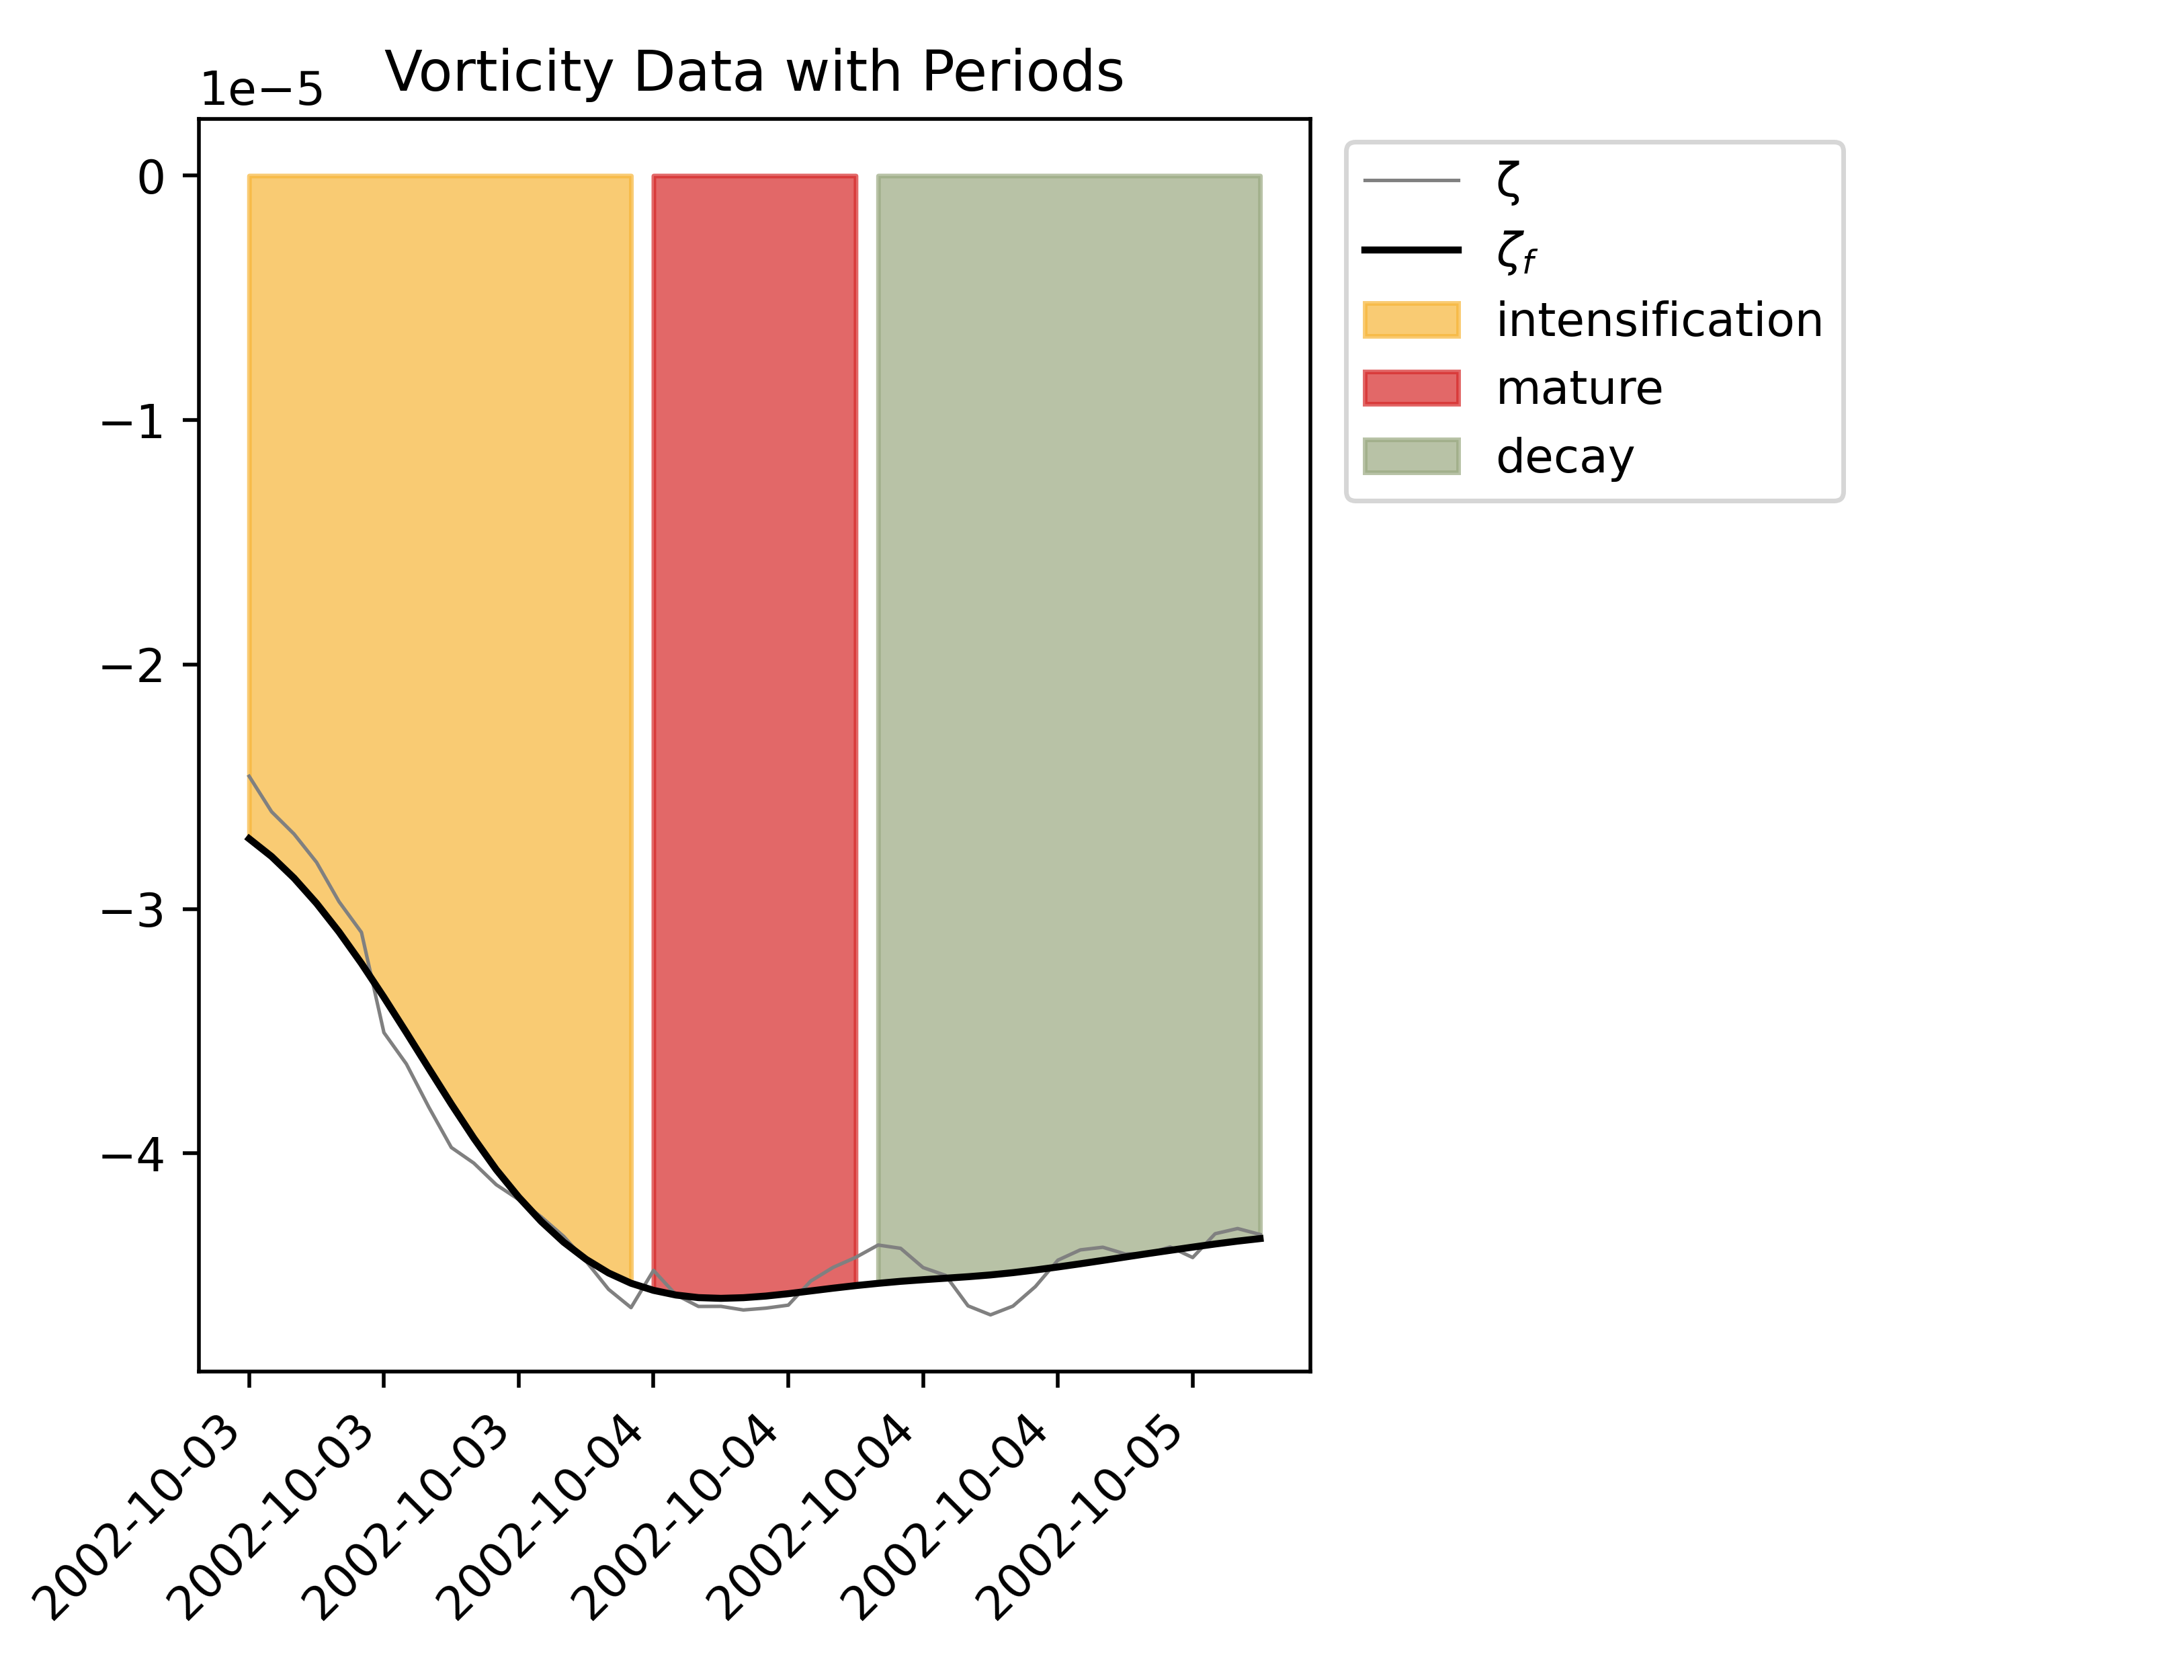 Vorticity Data with Periods
1e−5
0
−1
−2
−3
−4
2002-10-03
2002-10-03
2002-10-03
2002-10-04
2002-10-04
2002-10-04
2002-10-04
2002-10-05
ζ
ζf
intensification
mature
decay